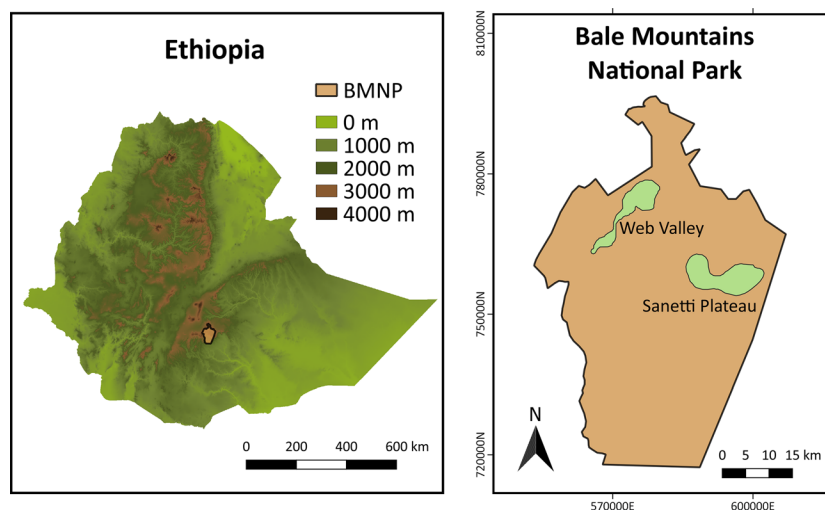 Ethiopia
BMNP
0 m
1000 m
2000 m
3000 m
4000 m
0 200 400 600 km
Bale Mountains
National Park
810000N
780000N
750000N
720000N
Web Valley
Sanetti Plateau
N
0 5 10 15 km
570000E 600000E